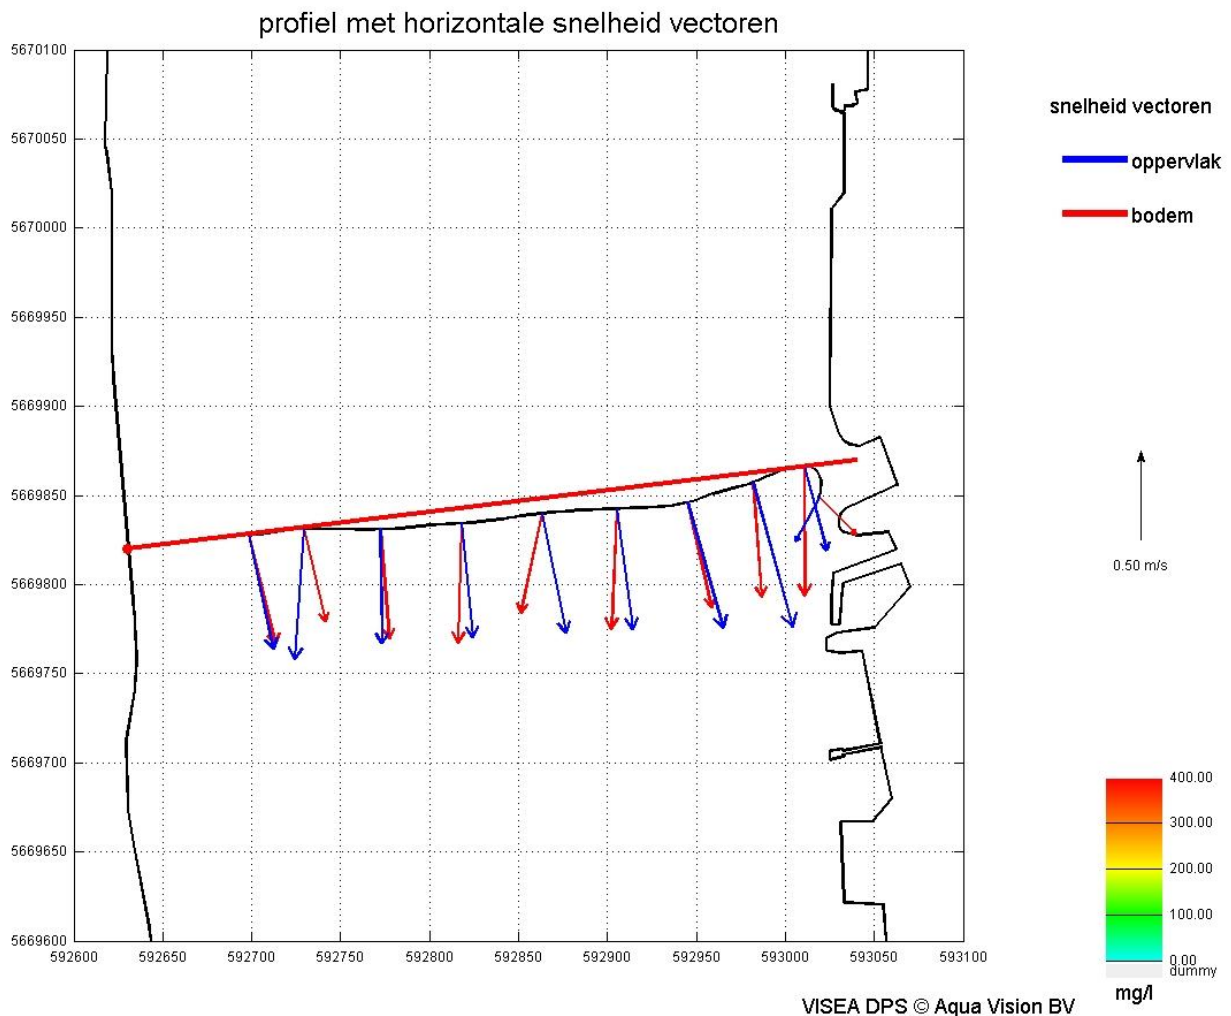 profiel met horizontale snelheid vectoren
5670100
5670050
5670000
5669950
5669900
5669850
5669800
5669750
5669700
5669650
5669600
592600 592650 592700 592750 592800 592850 592900 592950 593000 593050 593100
snelheid vectoren
oppervlak
bodem
0.50 m/s
400.00
300.00
200.00
100.00
0.00
dummy
mg/l
VISEA DPS © Aqua Vision BV